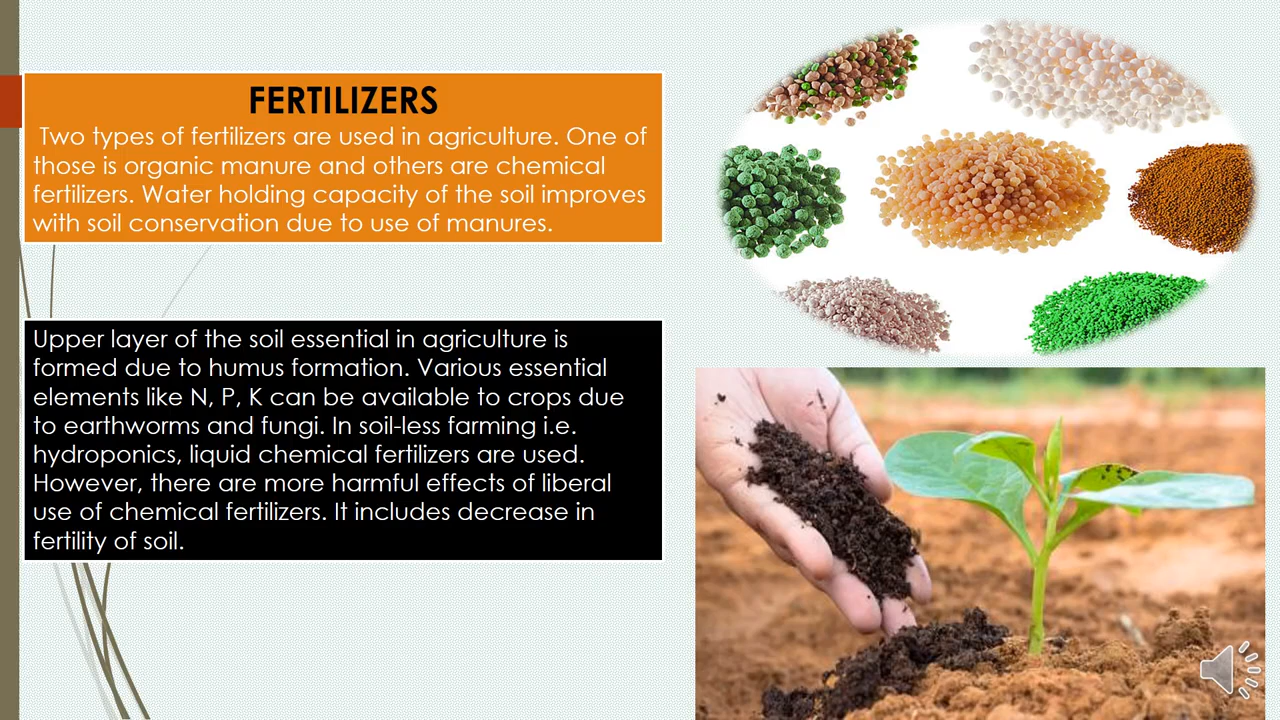 FERTILIZERS
Two types of fertilizers are used in agriculture. One of
those is organic manure and others are chemical
fertilizers. Water holding capacity of the soil improves
with soil conservation due to use of manures.
Upper layer of the soil essential in agriculture is
formed due to humus formation. Various essential
elements like N, P, K can be available to crops due
to earthworms and fungi. In soil-less farming i.e.
hydroponics, liquid chemical fertilizers are used.
However, there are more harmful effects of liberal
use of chemical fertilizers. It includes decrease in
fertility of soil.